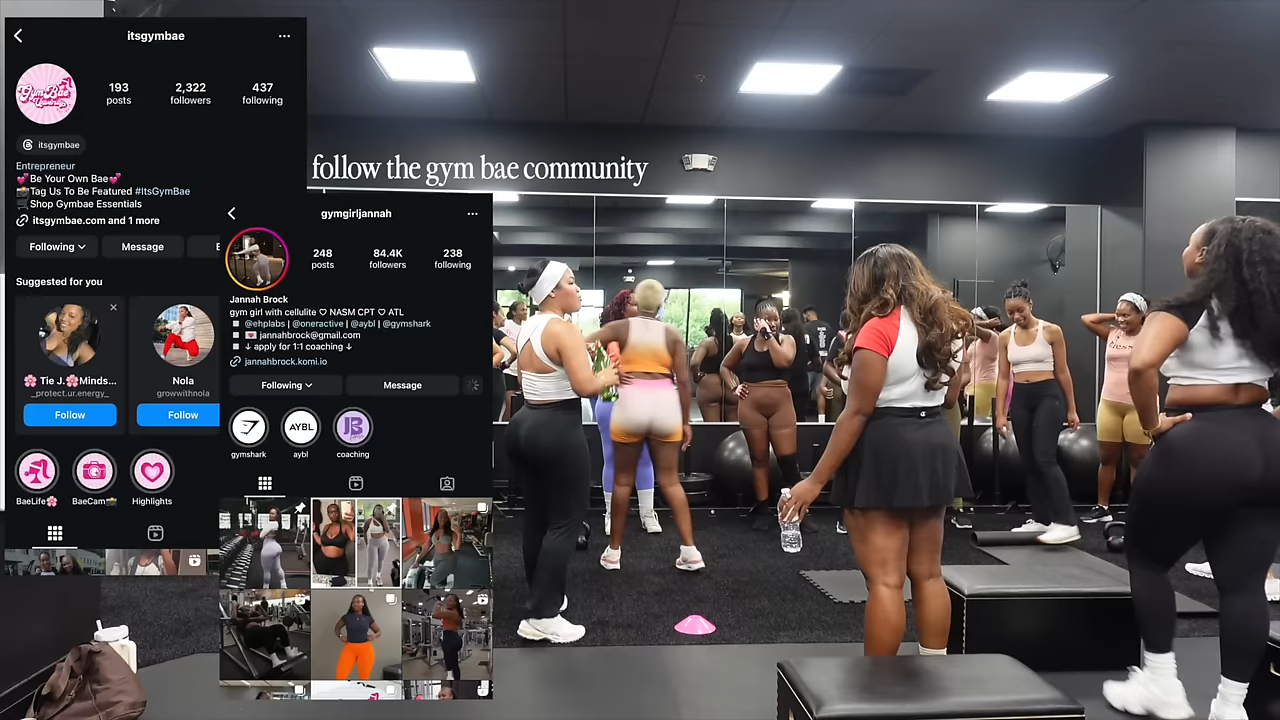 itsgymbae
193
posts
2,322
followers
437
following
GymBae
University
itsgymbae
Entrepreneur
💕Be Your Own Bae💕
📸Tag Us To Be Featured #ItsGymBae
🛒Shop Gymbae Essentials
itsgymbae.com and 1 more
Following
Message
E
Suggested for you
🌸 Tie J.🌸Minds...
_protect.ur.energy_
Follow
Nola
growwithnola
Follow
BaeLife🌸
BaeCam📸
Highlights
follow the gym bae community
gymgirljannah
248
posts
84.4K
followers
238
following
Jannah Brock
gym girl with cellulite ♡ NASM CPT ♡ ATL
@ehplabs | @oneractive | @aybl | @gymshark
💌 jannahbrock@gmail.com
↓ apply for 1:1 coaching ↓
jannahbrock.komi.io
Following
Message
AYBL
JB
gymshark
aybl
coaching